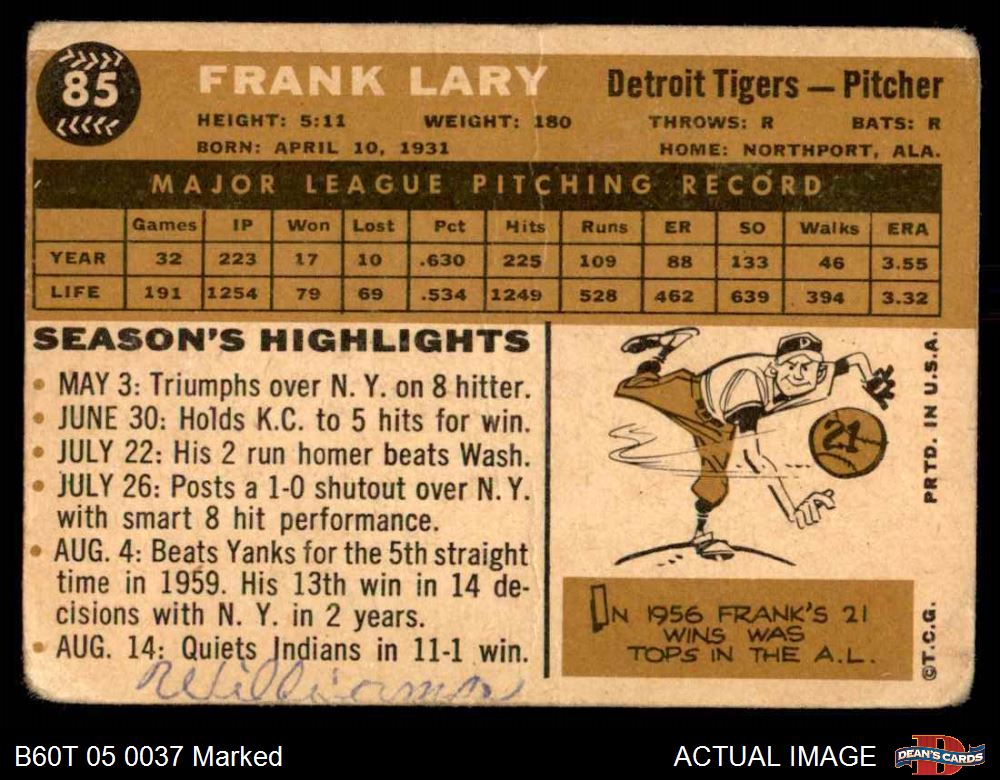 85
FRANK LARY
Detroit Tigers — Pitcher
HEIGHT: 5:11 WEIGHT: 180 THROWS: R BATS: R
BORN: APRIL 10, 1931 HOME: NORTHPORT, ALA.
MAJOR LEAGUE PITCHING RECORD
Games IP Won Lost Pct Hits Runs ER SO Walks ERA
YEAR 32 223 17 10 .630 225 109 88 133 46 3.55
LIFE 191 1254 79 69 .534 1249 528 462 639 394 3.32
SEASON'S HIGHLIGHTS
• MAY 3: Triumphs over N. Y. on 8 hitter.
• JUNE 30: Holds K.C. to 5 hits for win.
• JULY 22: His 2 run homer beats Wash.
• JULY 26: Posts a 1-0 shutout over N. Y.
with smart 8 hit performance.
• AUG. 4: Beats Yanks for the 5th straight
time in 1959. His 13th win in 14 de-
cisions with N. Y. in 2 years.
• AUG. 14: Quiets Indians in 11-1 win.
21
IN 1956 FRANK'S 21
WINS WAS
TOPS IN THE A.L.
©T.C.G. PRTD. IN U.S.A.
B60T 05 0037 Marked
ACTUAL IMAGE
DEAN'S CARDS